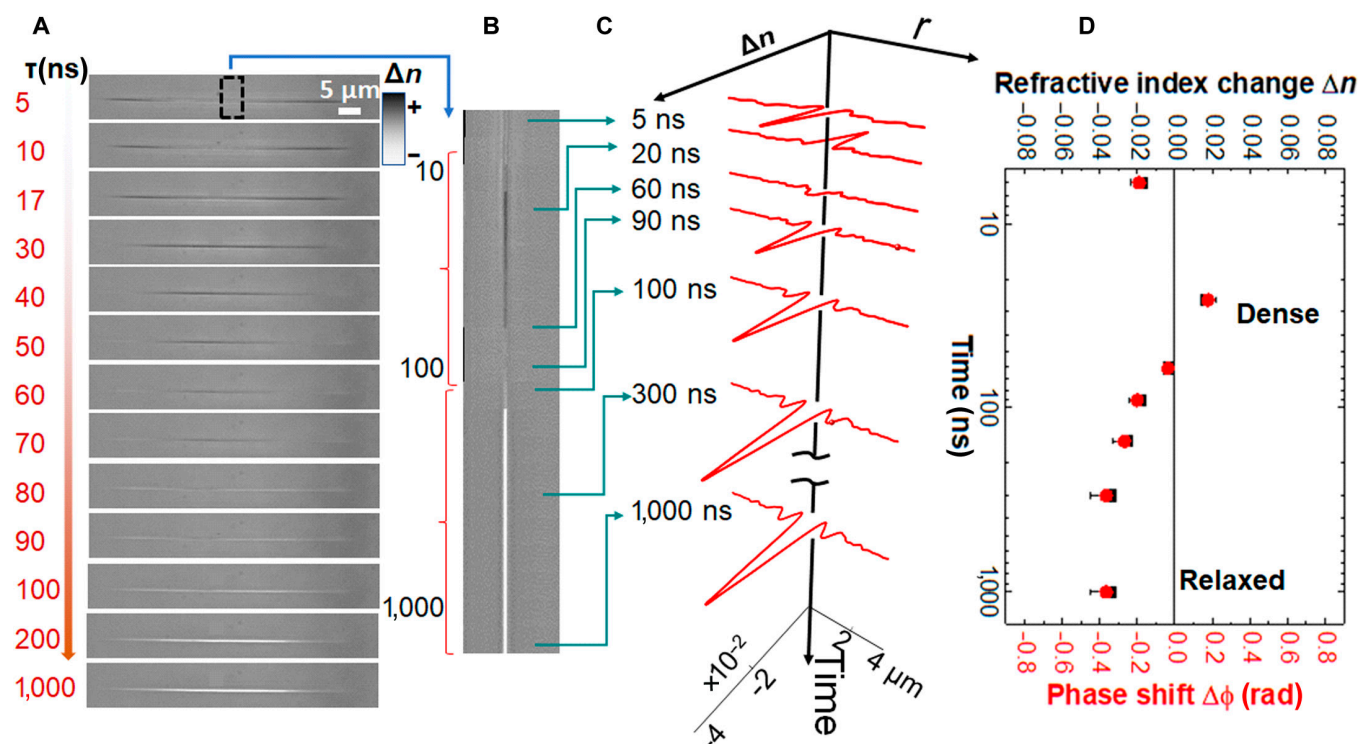 A
B
C
D
τ(ns)
5
10
17
30
40
50
60
70
80
90
100
200
1,000
5 μm
Δn
+
−
10
100
1,000
5 ns
20 ns
60 ns
90 ns
100 ns
300 ns
1,000 ns
Δn
r
×10⁻²
-2
-4
2
4 μm
Time
Refractive index change Δn
-0.08
-0.06
-0.04
-0.02
0.00
0.02
0.04
0.06
0.08
Time (ns)
10
100
1,000
Dense
Relaxed
-0.8
-0.6
-0.4
-0.2
0.0
0.2
0.4
0.6
0.8
Phase shift Δϕ (rad)